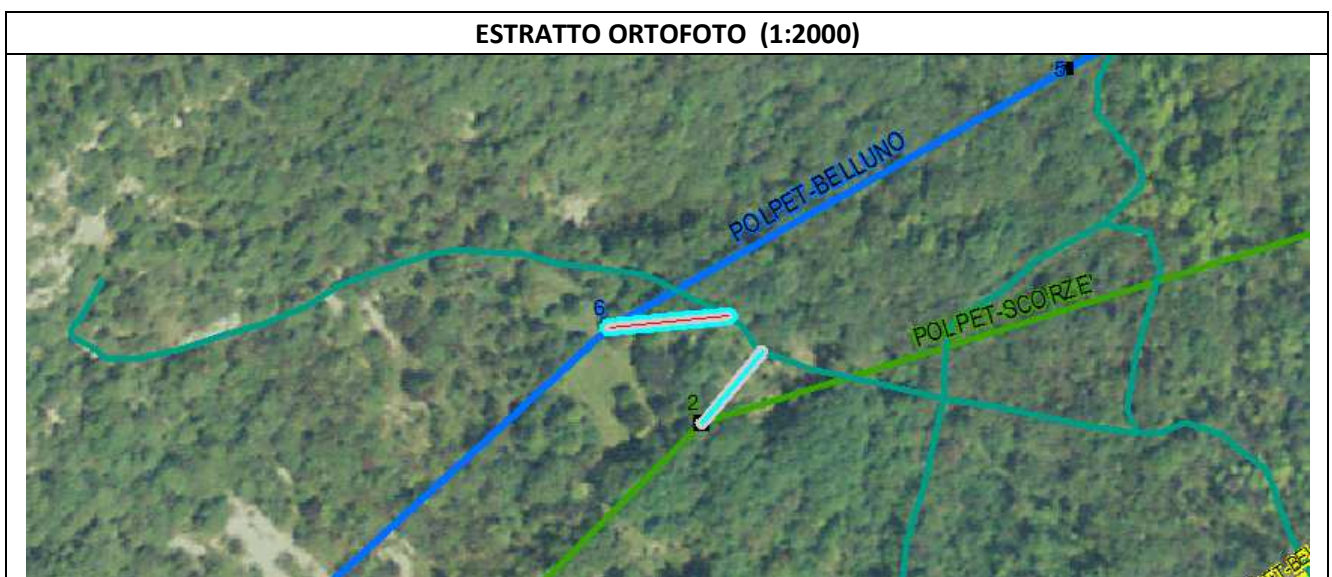 ESTRATTO ORTOFOTO (1:2000)
5
POLPET-BELLUNO
POLPET-SCORZE'
6
2